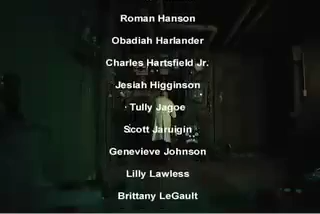 Roman Hanson
Obadiah Harlander
Charles Hartsfield Jr.
Jesiah Higginson
Tully Jagoe
Scott Jaruigin
Genevieve Johnson
Lilly Lawless
Brittany LeGault